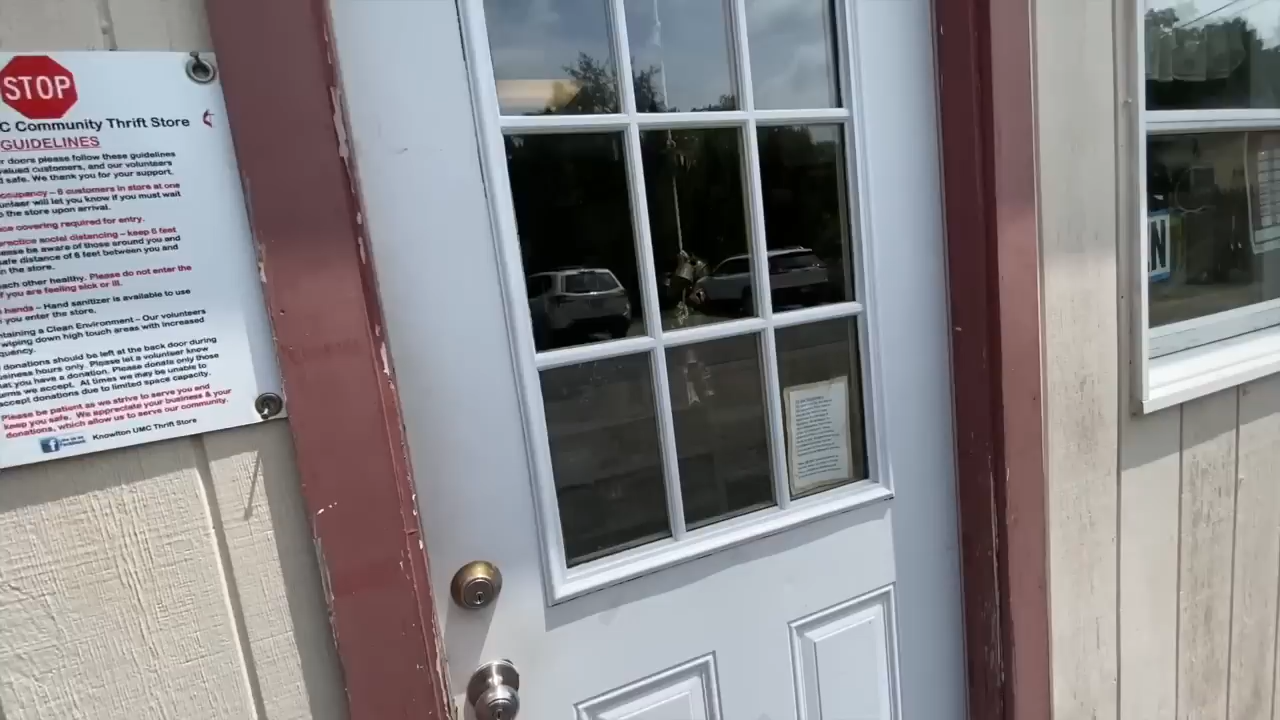 STOP
C Community Thrift Store
GUIDELINES
r doors please follow these guidelines
valued customers, and our volunteers
safe. We thank you for your support.
ccupancy – 6 customers in store at one
unteer will let you know if you must wait
o the store upon arrival.
ce covering required for entry.
practice social distancing – keep 6 feet
ease be aware of those around you and
safe distance of 6 feet between you and
in the store.
each other healthy. Please do not enter the
if you are feeling sick or ill.
hands – Hand sanitizer is available to use
you enter the store.
ntaining a Clean Environment – Our volunteers
wiping down high touch areas with increased
quency.
donations should be left at the back door during
siness hours only. Please let a volunteer know
hat you have a donation. Please donate only those
tems we accept. At times we may be unable to
accept donations due to limited space capacity.
Please be patient as we strive to serve you and
keep you safe. We appreciate your business & your
donations, which allow us to serve our community.
Knowlton UMC Thrift Store
N